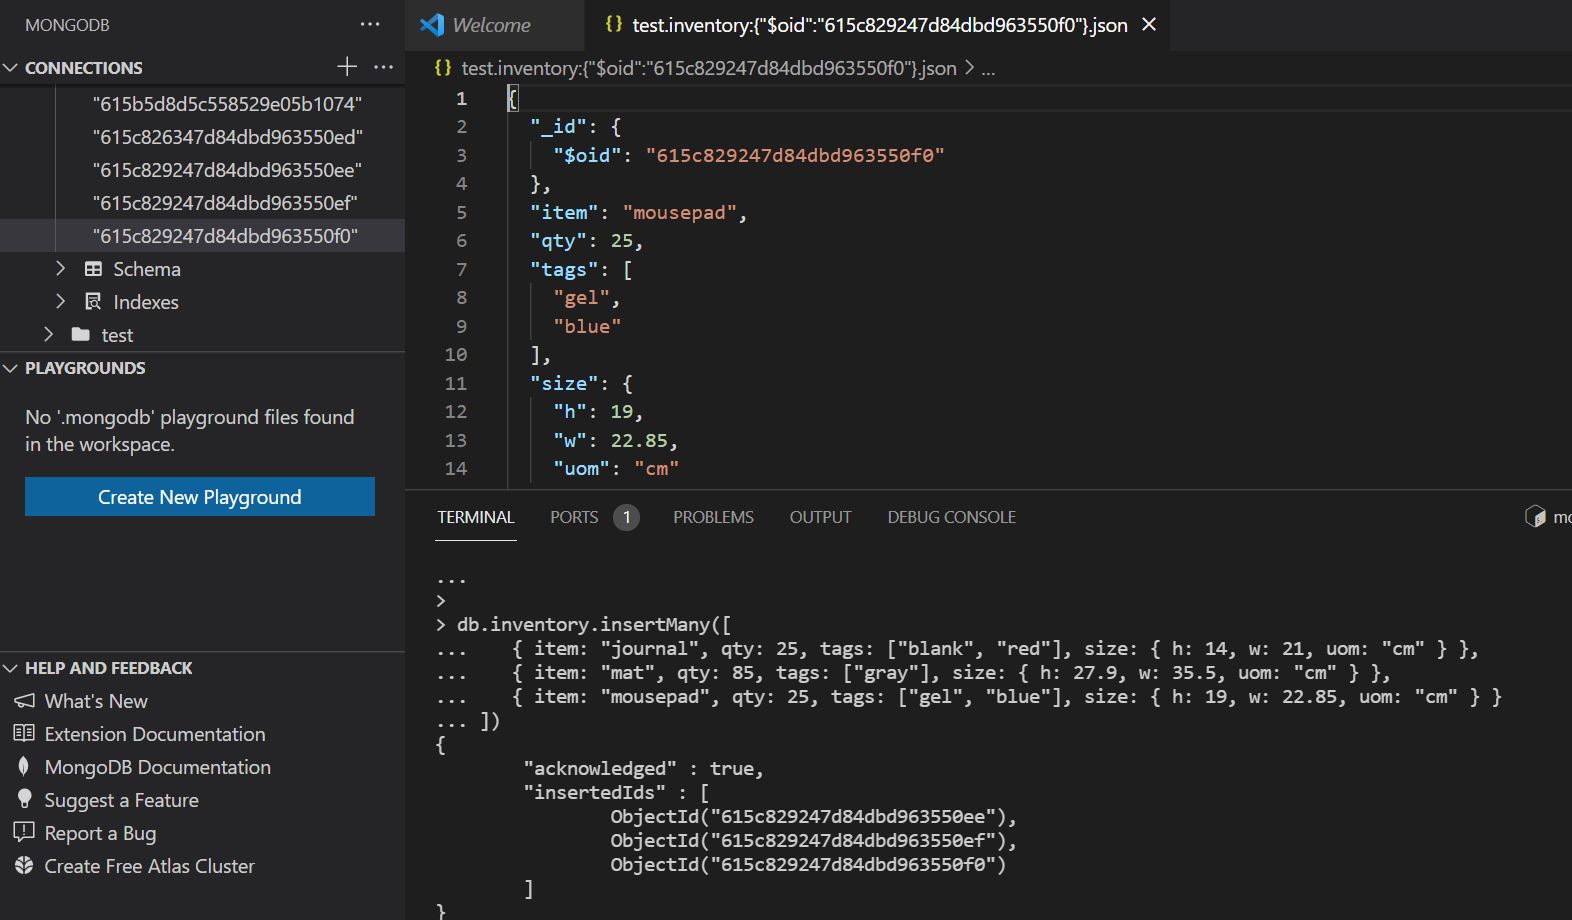 MONGODB
CONNECTIONS
"615b5d8d5c558529e05b1074"
"615c826347d84dbd963550ed"
"615c829247d84dbd963550ee"
"615c829247d84dbd963550ef"
"615c829247d84dbd963550f0"
Schema
Indexes
test
PLAYGROUNDS
No '.mongodb' playground files found
in the workspace.
Create New Playground
HELP AND FEEDBACK
What's New
Extension Documentation
MongoDB Documentation
Suggest a Feature
Report a Bug
Create Free Atlas Cluster
Welcome
{} test.inventory:{"$oid":"615c829247d84dbd963550f0"}.json
{} test.inventory:{"$oid":"615c829247d84dbd963550f0"}.json > ...
1 {
2 "_id": {
3 "$oid": "615c829247d84dbd963550f0"
4 },
5 "item": "mousepad",
6 "qty": 25,
7 "tags": [
8 "gel",
9 "blue"
10 ],
11 "size": {
12 "h": 19,
13 "w": 22.85,
14 "uom": "cm"
TERMINAL PORTS 1 PROBLEMS OUTPUT DEBUG CONSOLE
...
>
> db.inventory.insertMany([
... { item: "journal", qty: 25, tags: ["blank", "red"], size: { h: 14, w: 21, uom: "cm" } },
... { item: "mat", qty: 85, tags: ["gray"], size: { h: 27.9, w: 35.5, uom: "cm" } },
... { item: "mousepad", qty: 25, tags: ["gel", "blue"], size: { h: 19, w: 22.85, uom: "cm" } }
... ])
{
"acknowledged" : true,
"insertedIds" : [
ObjectId("615c829247d84dbd963550ee"),
ObjectId("615c829247d84dbd963550ef"),
ObjectId("615c829247d84dbd963550f0")
]
}